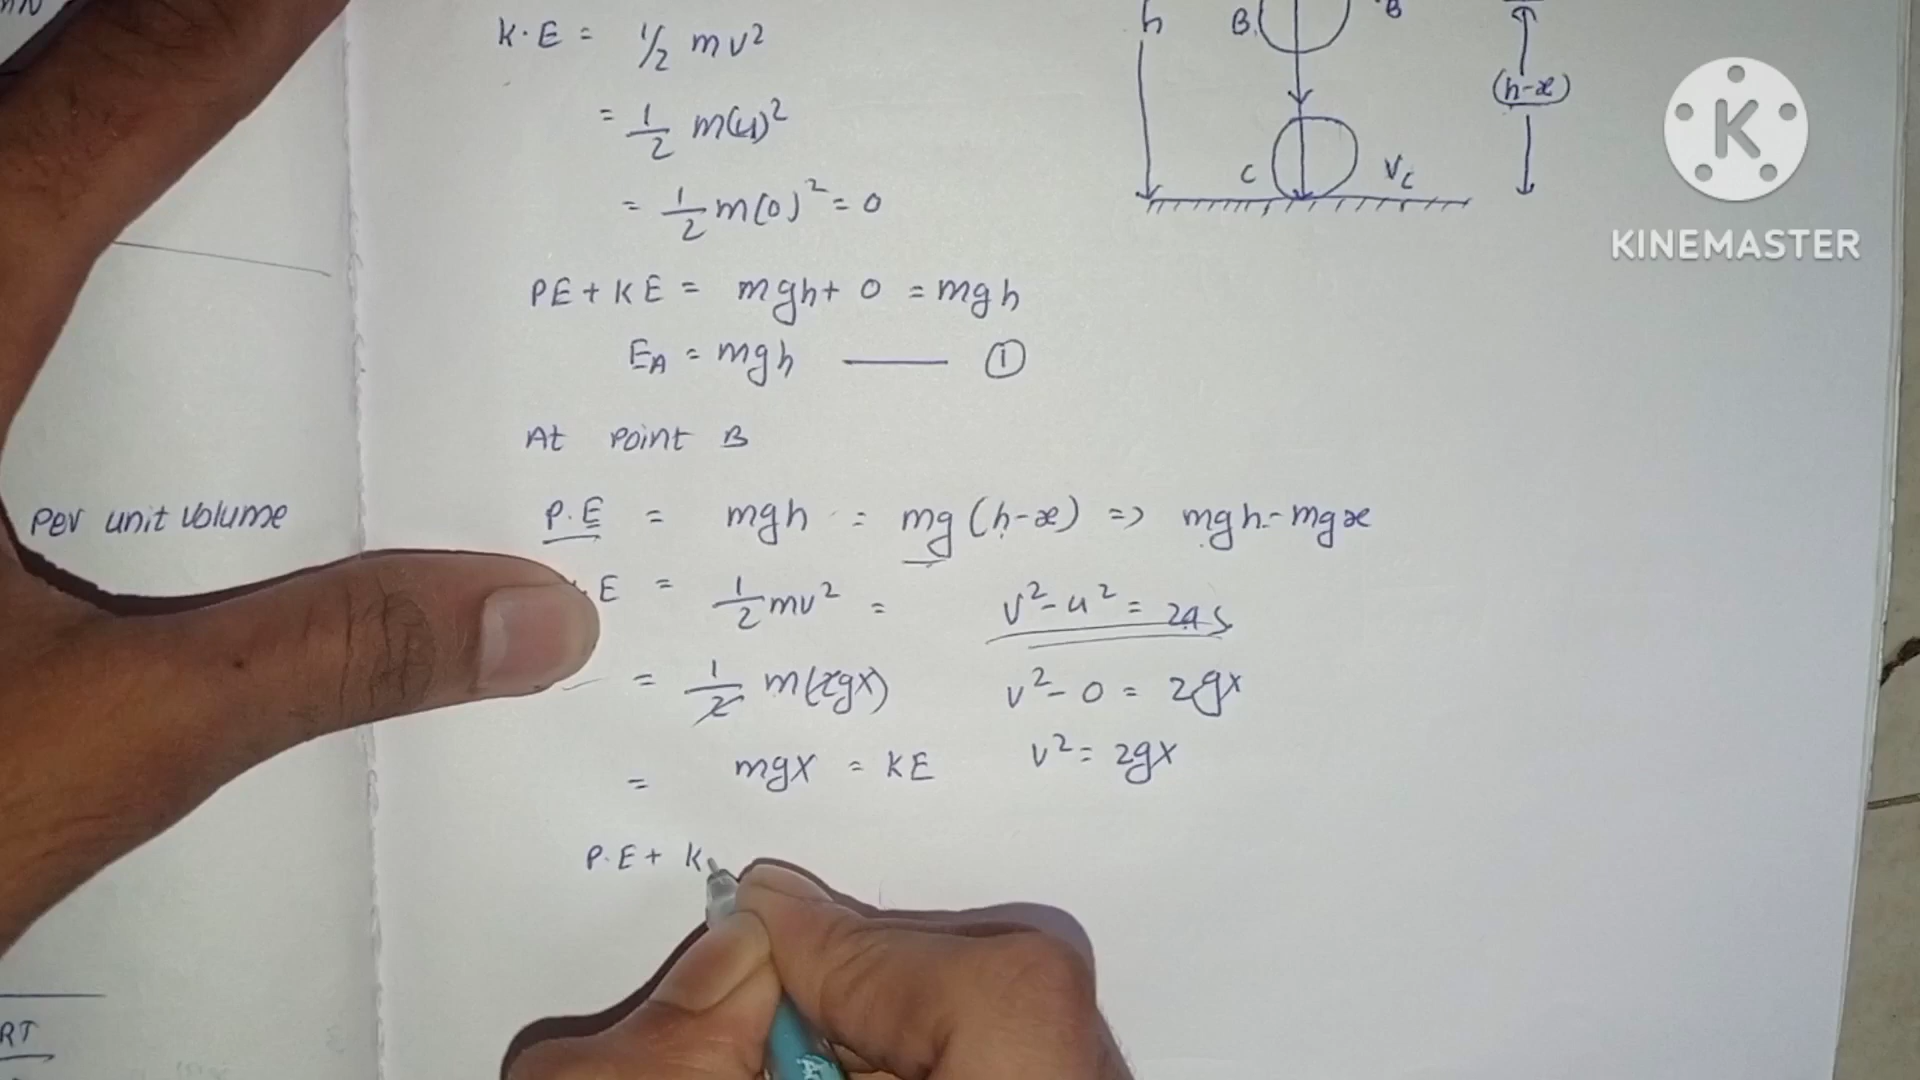 K.E = 1/2 mv²
= 1/2 m(u)²
= 1/2 m(0)² = 0
PE + KE = mgh + 0 = mgh
E_A = mgh —— ①
At point B
P.E = mgh = mg(h-x) => mgh - mgx
E = 1/2 mv² = v² - u² = 2as
= 1/2 m(2gx) v² - 0 = 2gx
= mgx = KE v² = 2gx
P.E + K
h
B
B
(h-x)
C
V_C
K
KINEMASTER
Per unit volume
RT